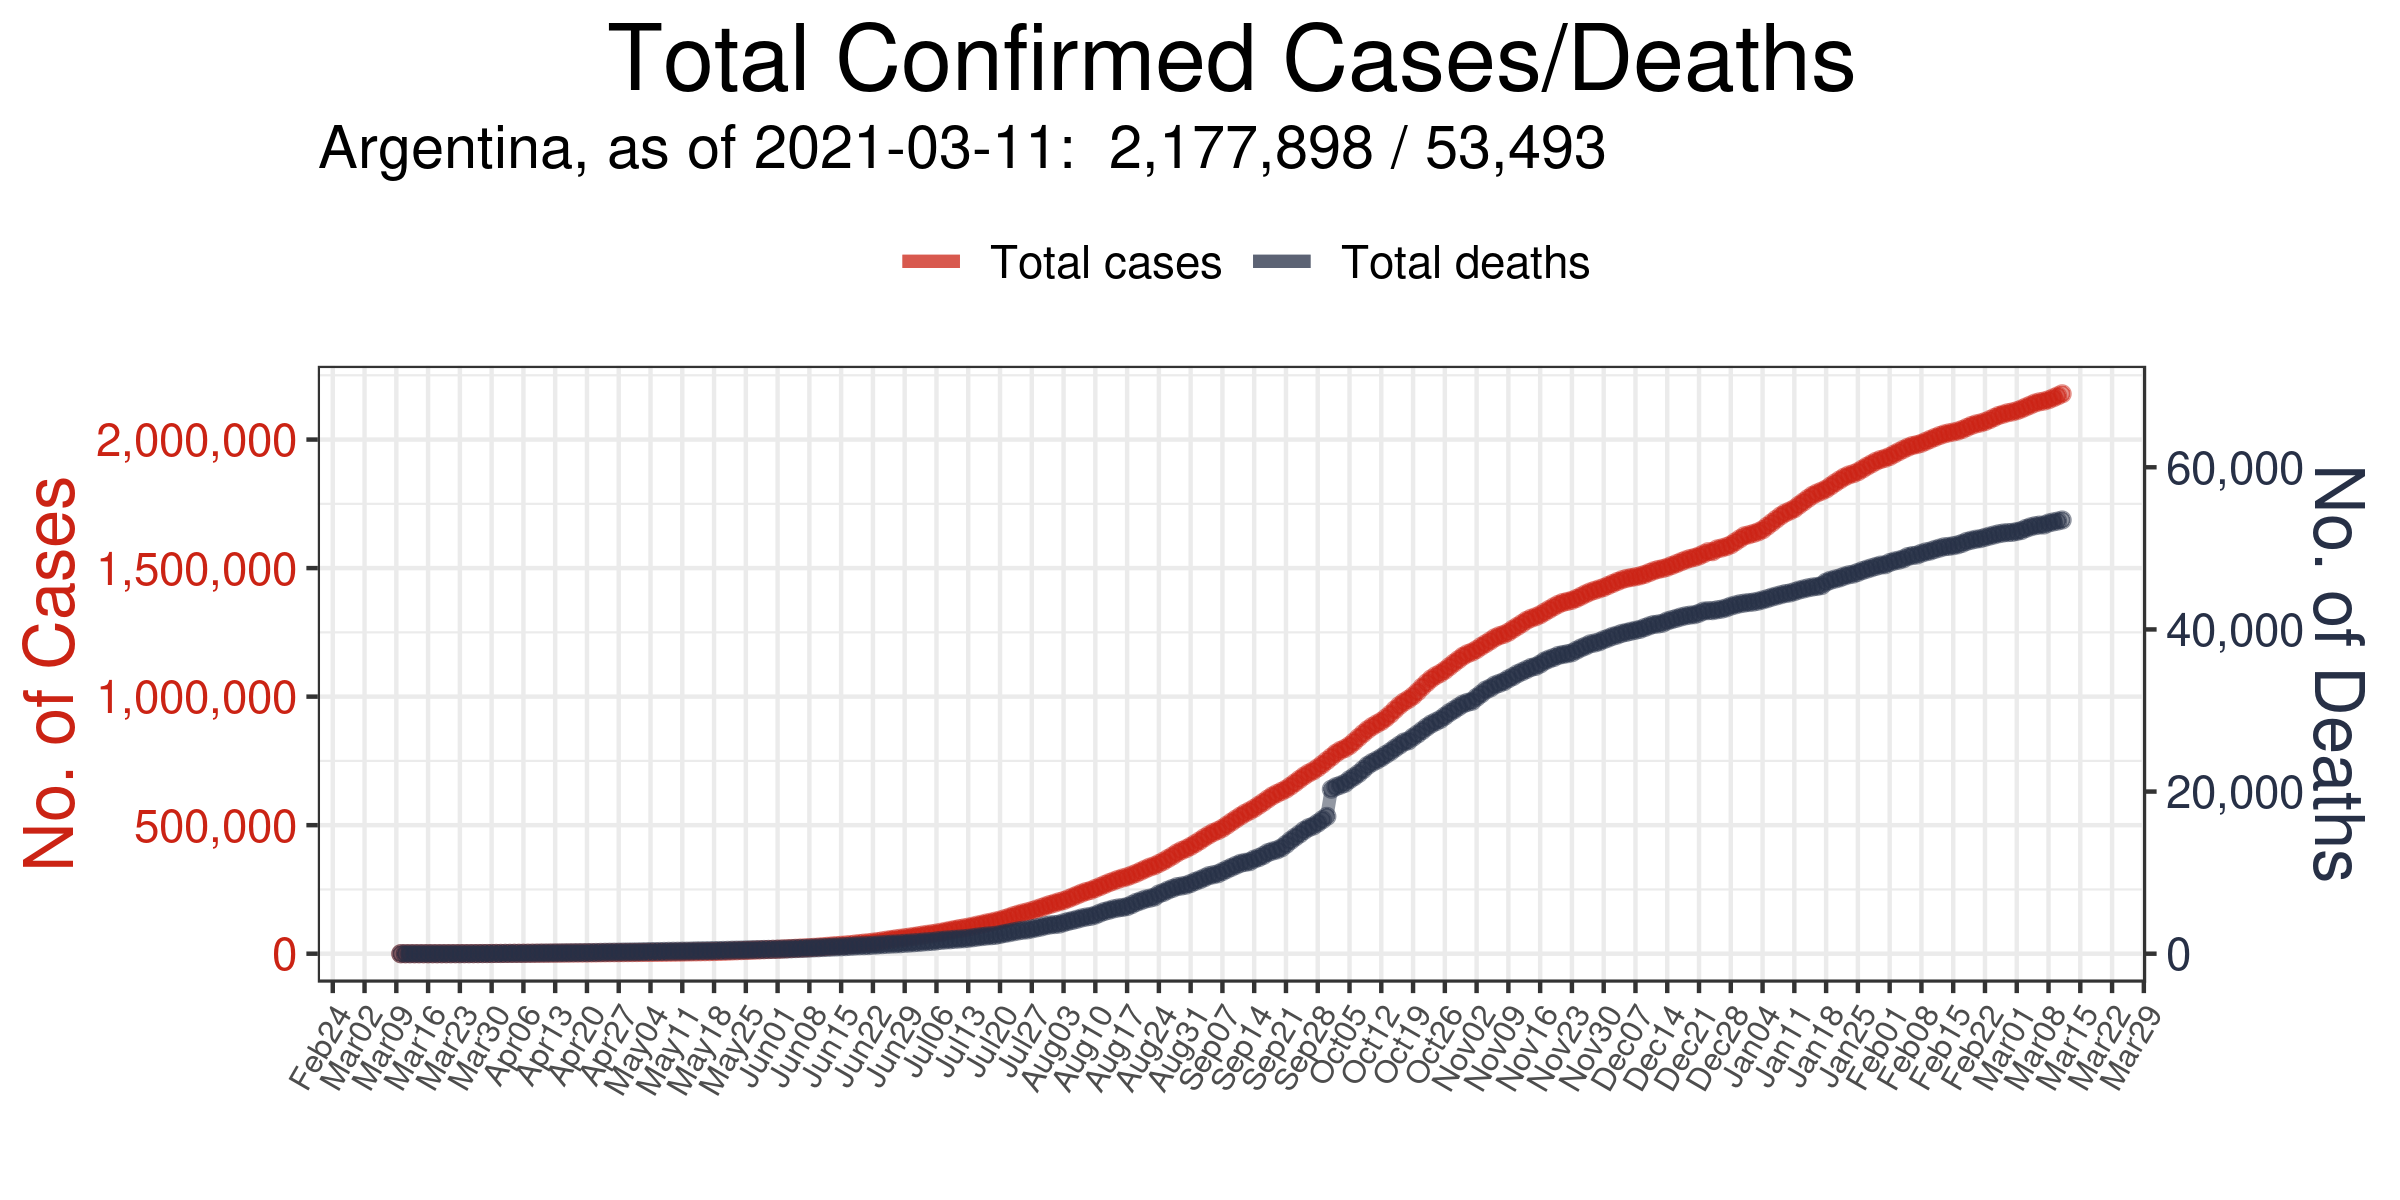 Total Confirmed Cases/Deaths
Argentina, as of 2021-03-11:  2,177,898 / 53,493
Total cases
Total deaths
No. of Cases
2,000,000
1,500,000
1,000,000
500,000
0
60,000
40,000
20,000
0
No. of Deaths
Feb24
Mar02
Mar09
Mar16
Mar23
Mar30
Apr06
Apr13
Apr20
Apr27
May04
May11
May18
May25
Jun01
Jun08
Jun15
Jun22
Jun29
Jul06
Jul13
Jul20
Jul27
Aug03
Aug10
Aug17
Aug24
Aug31
Sep07
Sep14
Sep21
Sep28
Oct05
Oct12
Oct19
Oct26
Nov02
Nov09
Nov16
Nov23
Nov30
Dec07
Dec14
Dec21
Dec28
Jan04
Jan11
Jan18
Jan25
Feb01
Feb08
Feb15
Feb22
Mar01
Mar08
Mar15
Mar22
Mar29